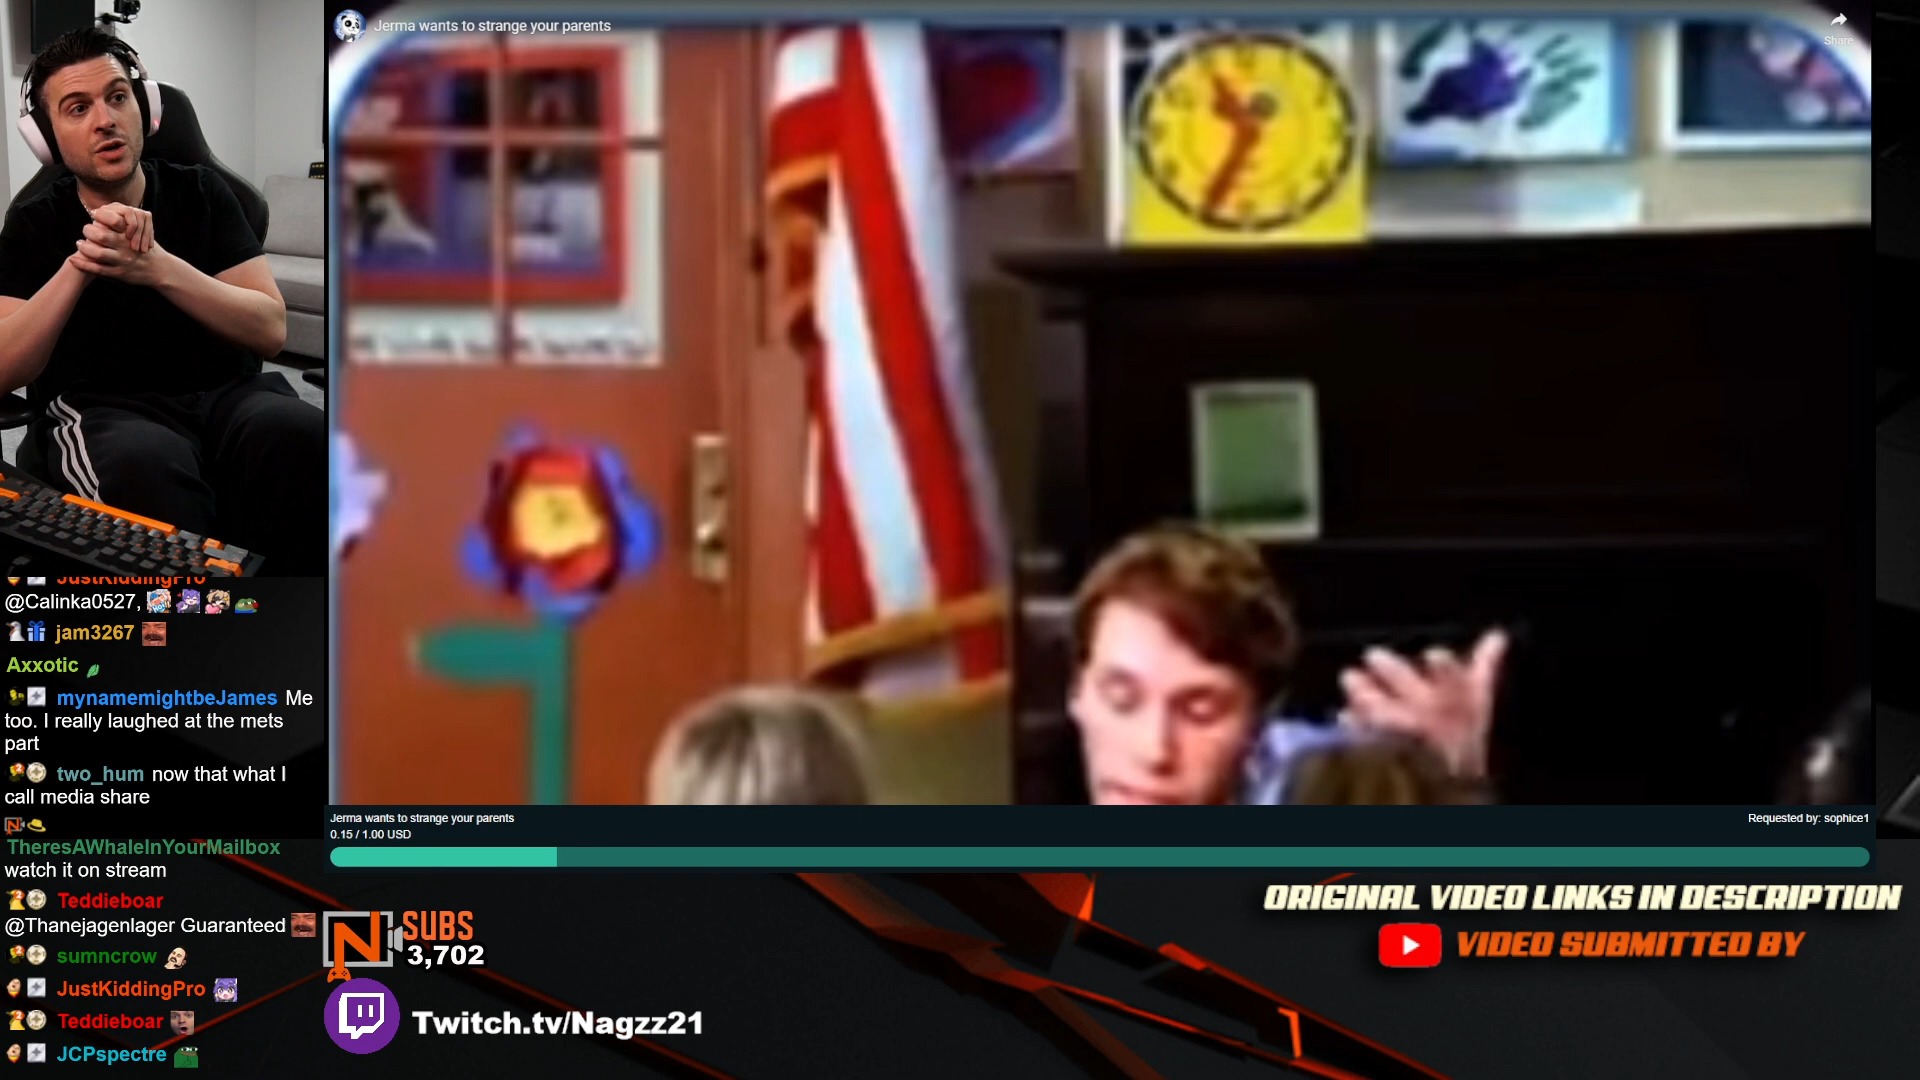 Jerma wants to strange your parents
Share
JustKiddingPro
@Calinka0527,
jam3267
Axxotic
mynamemightbeJames Me
too. I really laughed at the mets
part
two_hum now that what I
call media share
TheresAWhaleInYourMailbox
watch it on stream
Teddieboar
@Thanejagenlager Guaranteed
sumncrow
JustKiddingPro
Teddieboar
JCPspectre
Jerma wants to strange your parents
0.15 / 1.00 USD
Requested by: sophice1
N SUBS
3,702
Twitch.tv/Nagzz21
ORIGINAL VIDEO LINKS IN DESCRIPTION
VIDEO SUBMITTED BY